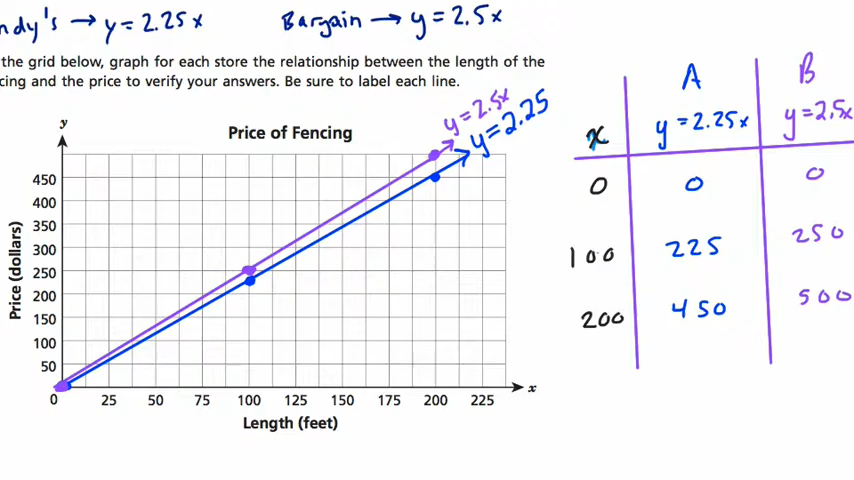 ndy's → y = 2.25x Bargain → y = 2.5x
the grid below, graph for each store the relationship between the length of the
cing and the price to verify your answers. Be sure to label each line.
y
Price of Fencing
y = 2.5x
y = 2.25
450
400
350
300
250
200
150
100
50
0 25 50 75 100 125 150 175 200 225 x
Price (dollars)
Length (feet)
A B
x y = 2.25x y = 2.5x
0 0 0
100 225 250
200 450 500